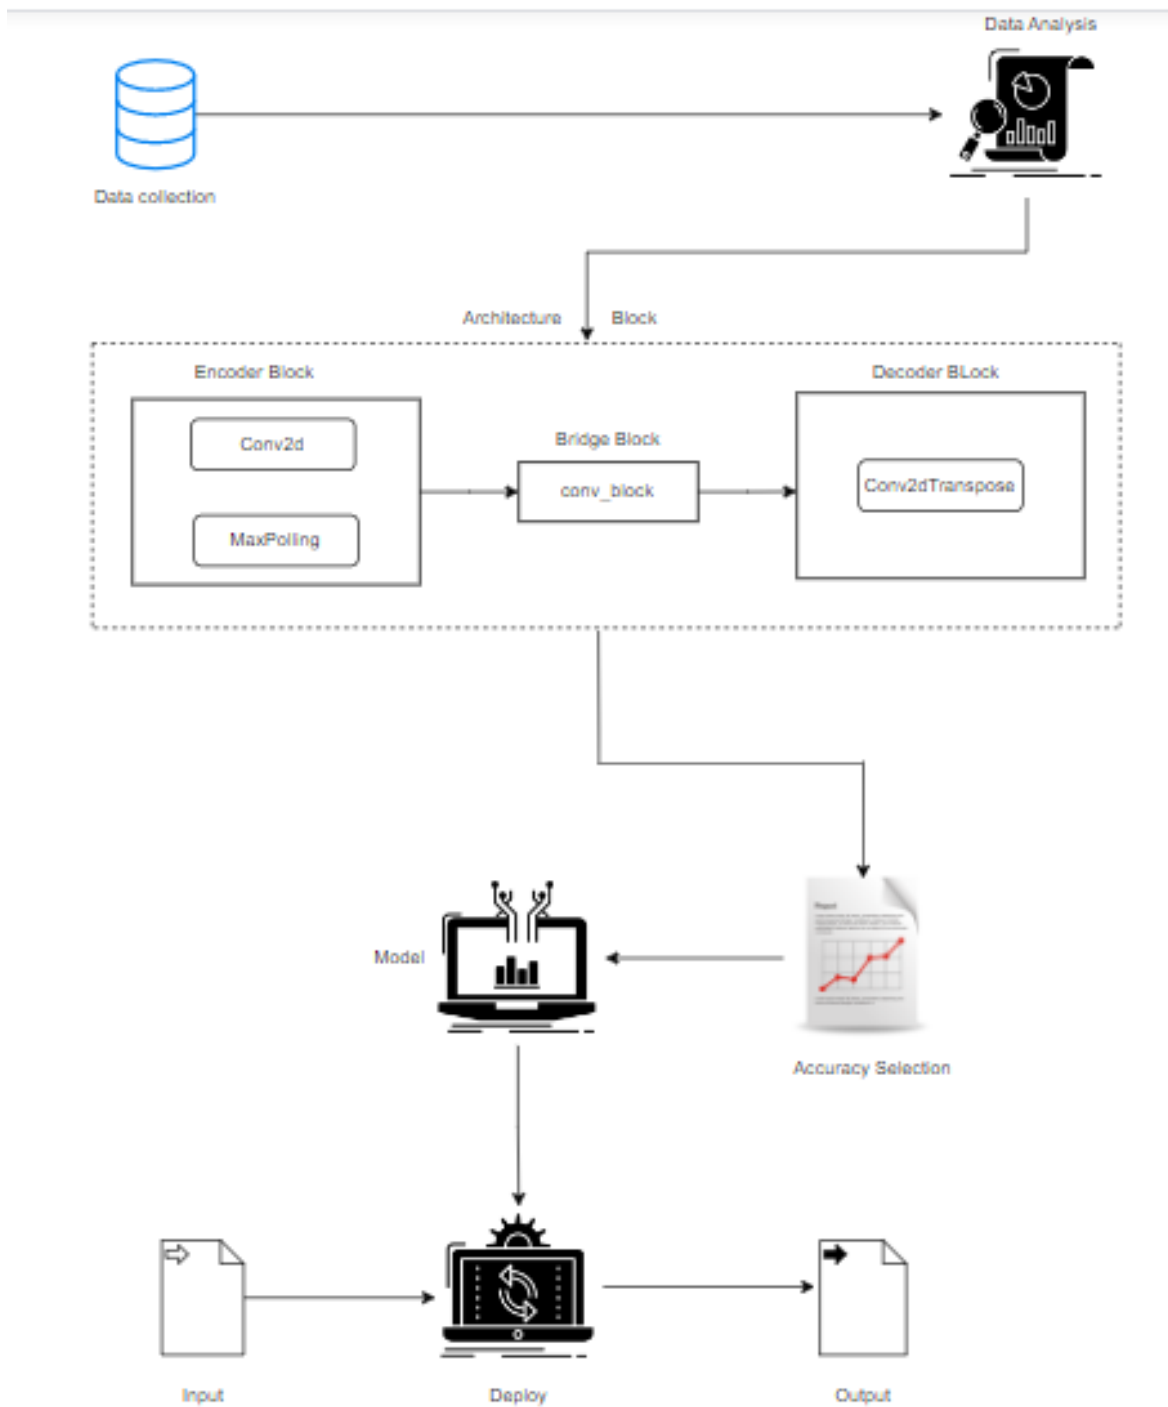 Data Analysis
Data collection
Architecture Block
Encoder Block
Decoder BLock
Conv2d
Bridge Block
conv_block
Conv2dTranspose
MaxPolling
Report
Model
Accuracy Selection
Input
Deploy
Output